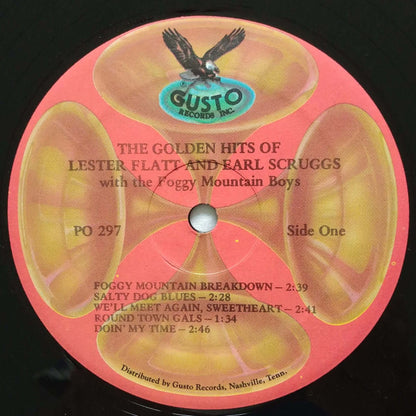 GUSTO
RECORDS INC.
THE GOLDEN HITS OF
LESTER FLATT AND EARL SCRUGGS
with the Foggy Mountain Boys
PO 297
Side One
FOGGY MOUNTAIN BREAKDOWN — 2:39
SALTY DOG BLUES — 2:28
WE'LL MEET AGAIN, SWEETHEART — 2:41
ROUND TOWN GALS — 1:34
DOIN' MY TIME — 2:46
Distributed by Gusto Records, Nashville, Tenn.